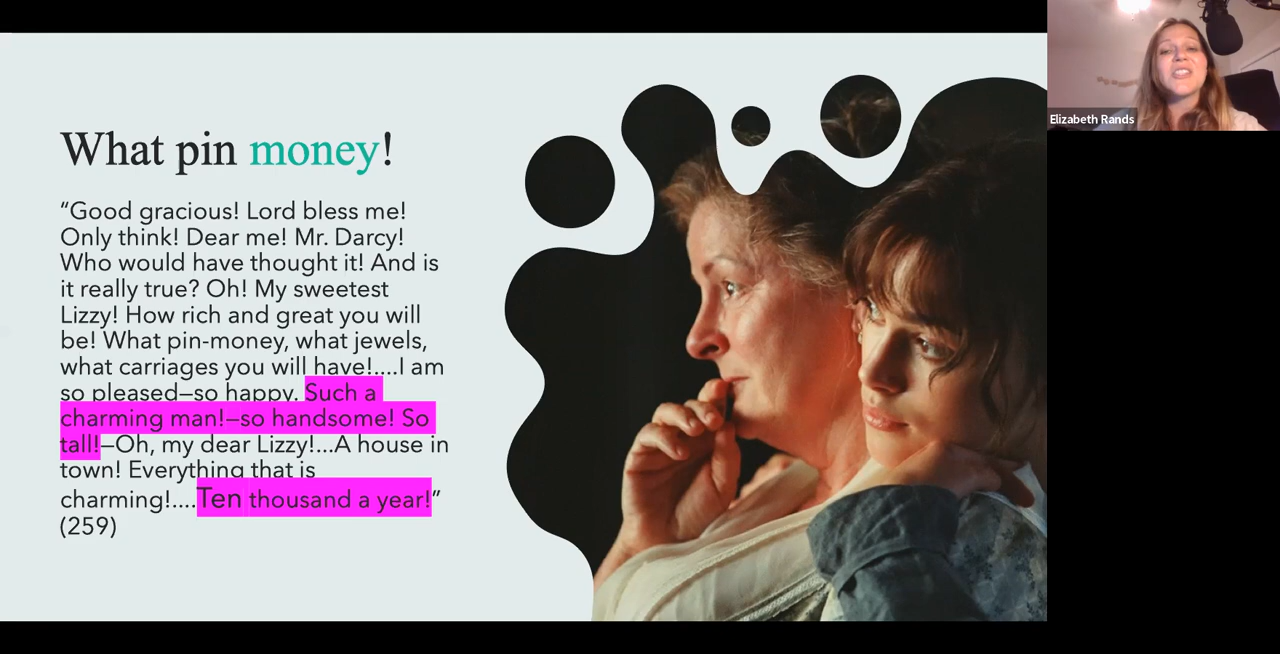 What pin money!
“Good gracious! Lord bless me!
Only think! Dear me! Mr. Darcy!
Who would have thought it! And is
it really true? Oh! My sweetest
Lizzy! How rich and great you will
be! What pin-money, what jewels,
what carriages you will have!....I am
so pleased—so happy. Such a
charming man!—so handsome! So
tall!—Oh, my dear Lizzy!...A house in
town! Everything that is
charming!....Ten thousand a year!”
(259)
Elizabeth Rands